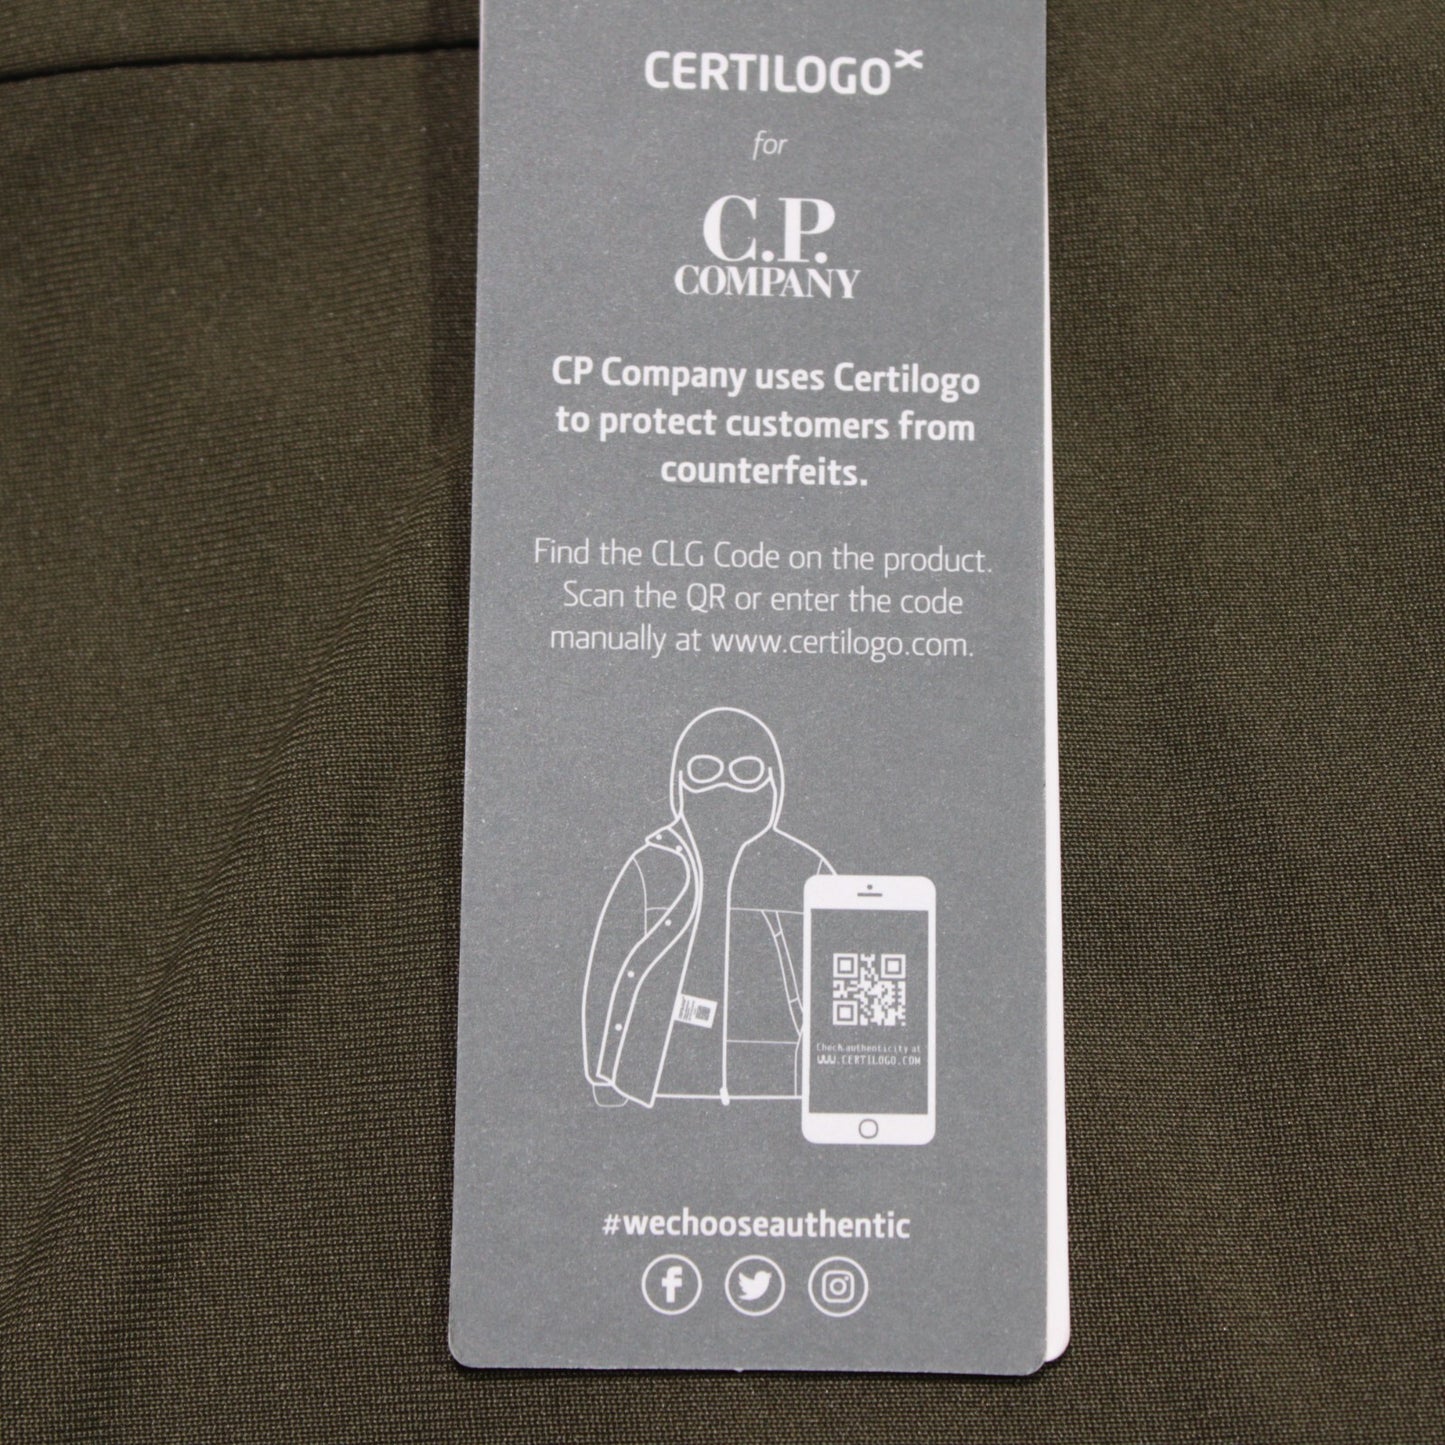 CERTILOGO
for
C.P.
COMPANY
CP Company uses Certilogo
to protect customers from
counterfeits.
Find the CLG Code on the product.
Scan the QR or enter the code
manually at www.certilogo.com.
Check authenticity at
WWW.CERTILOGO.COM
#wechooseauthentic